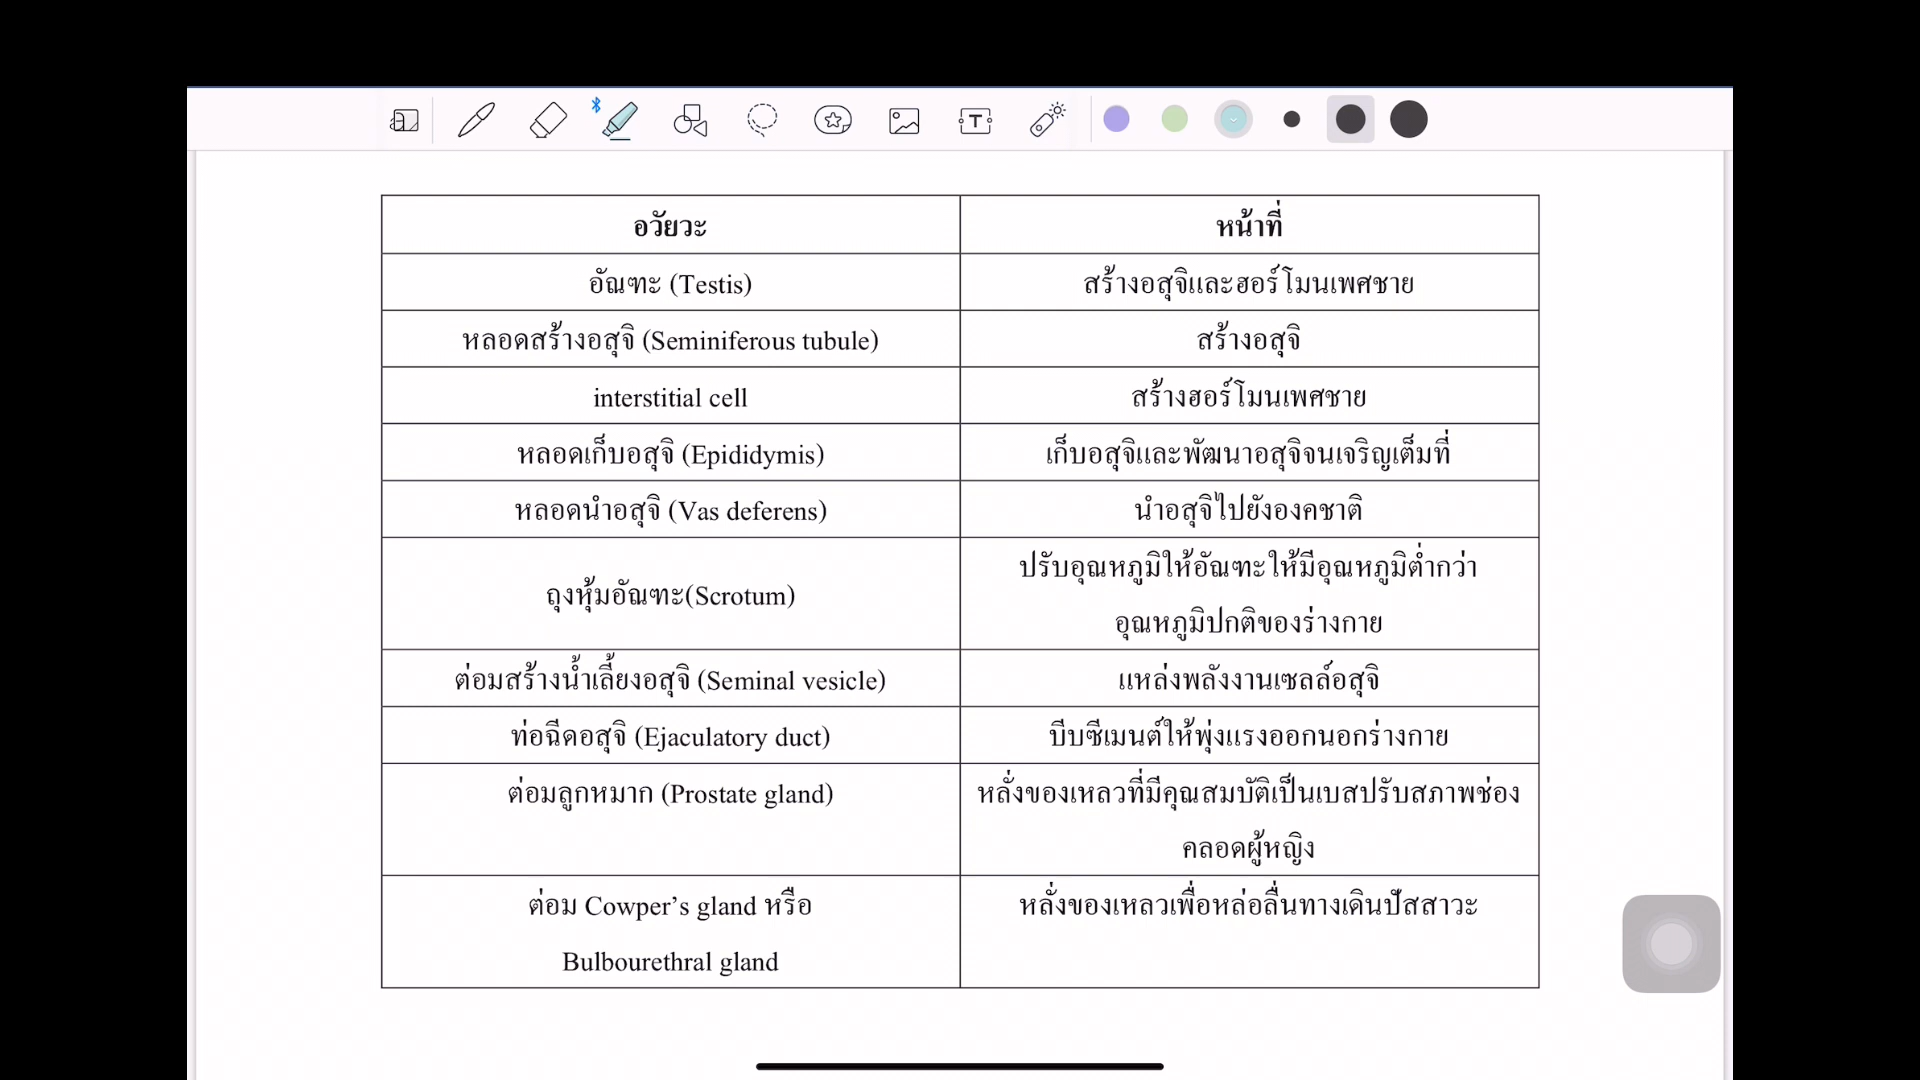 อวัยวะ หน้าที่
อัณฑะ (Testis) สร้างอสุจิและฮอร์โมนเพศชาย
หลอดสร้างอสุจิ (Seminiferous tubule) สร้างอสุจิ
interstitial cell สร้างฮอร์โมนเพศชาย
หลอดเก็บอสุจิ (Epididymis) เก็บอสุจิและพัฒนาอสุจิจนเจริญเต็มที่
หลอดนำอสุจิ (Vas deferens) นำอสุจิไปยังองคชาติ
ถุงหุ้มอัณฑะ(Scrotum) ปรับอุณหภูมิให้อัณฑะให้มีอุณหภูมิต่ำกว่า
อุณหภูมิปกติของร่างกาย
ต่อมสร้างน้ำเลี้ยงอสุจิ (Seminal vesicle) แหล่งพลังงานเซลล์อสุจิ
ท่อฉีดอสุจิ (Ejaculatory duct) บีบซีเมนต์ให้พุ่งแรงออกนอกร่างกาย
ต่อมลูกหมาก (Prostate gland) หลั่งของเหลวที่มีคุณสมบัติเป็นเบสปรับสภาพช่อง
คลอดผู้หญิง
ต่อม Cowper’s gland หรือ หลั่งของเหลวเพื่อหล่อลื่นทางเดินปัสสาวะ
Bulbourethral gland